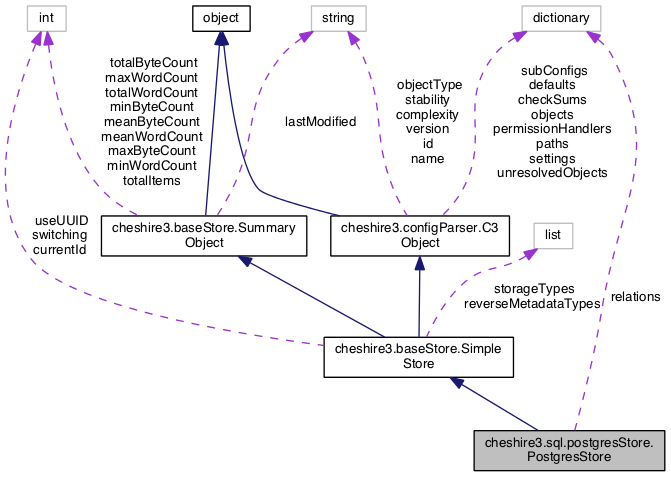 int
object
string
dictionary
totalByteCount
maxWordCount
totalWordCount
minByteCount
meanByteCount
meanWordCount
maxByteCount
minWordCount
totalItems
lastModified
objectType
stability
complexity
version
id
name
subConfigs
defaults
checkSums
objects
permissionHandlers
paths
settings
unresolvedObjects
useUUID
switching
currentId
cheshire3.baseStore.Summary
Object
cheshire3.configParser.C3
Object
list
storageTypes
reverseMetadataTypes
relations
cheshire3.baseStore.Simple
Store
cheshire3.sql.postgresStore.
PostgresStore